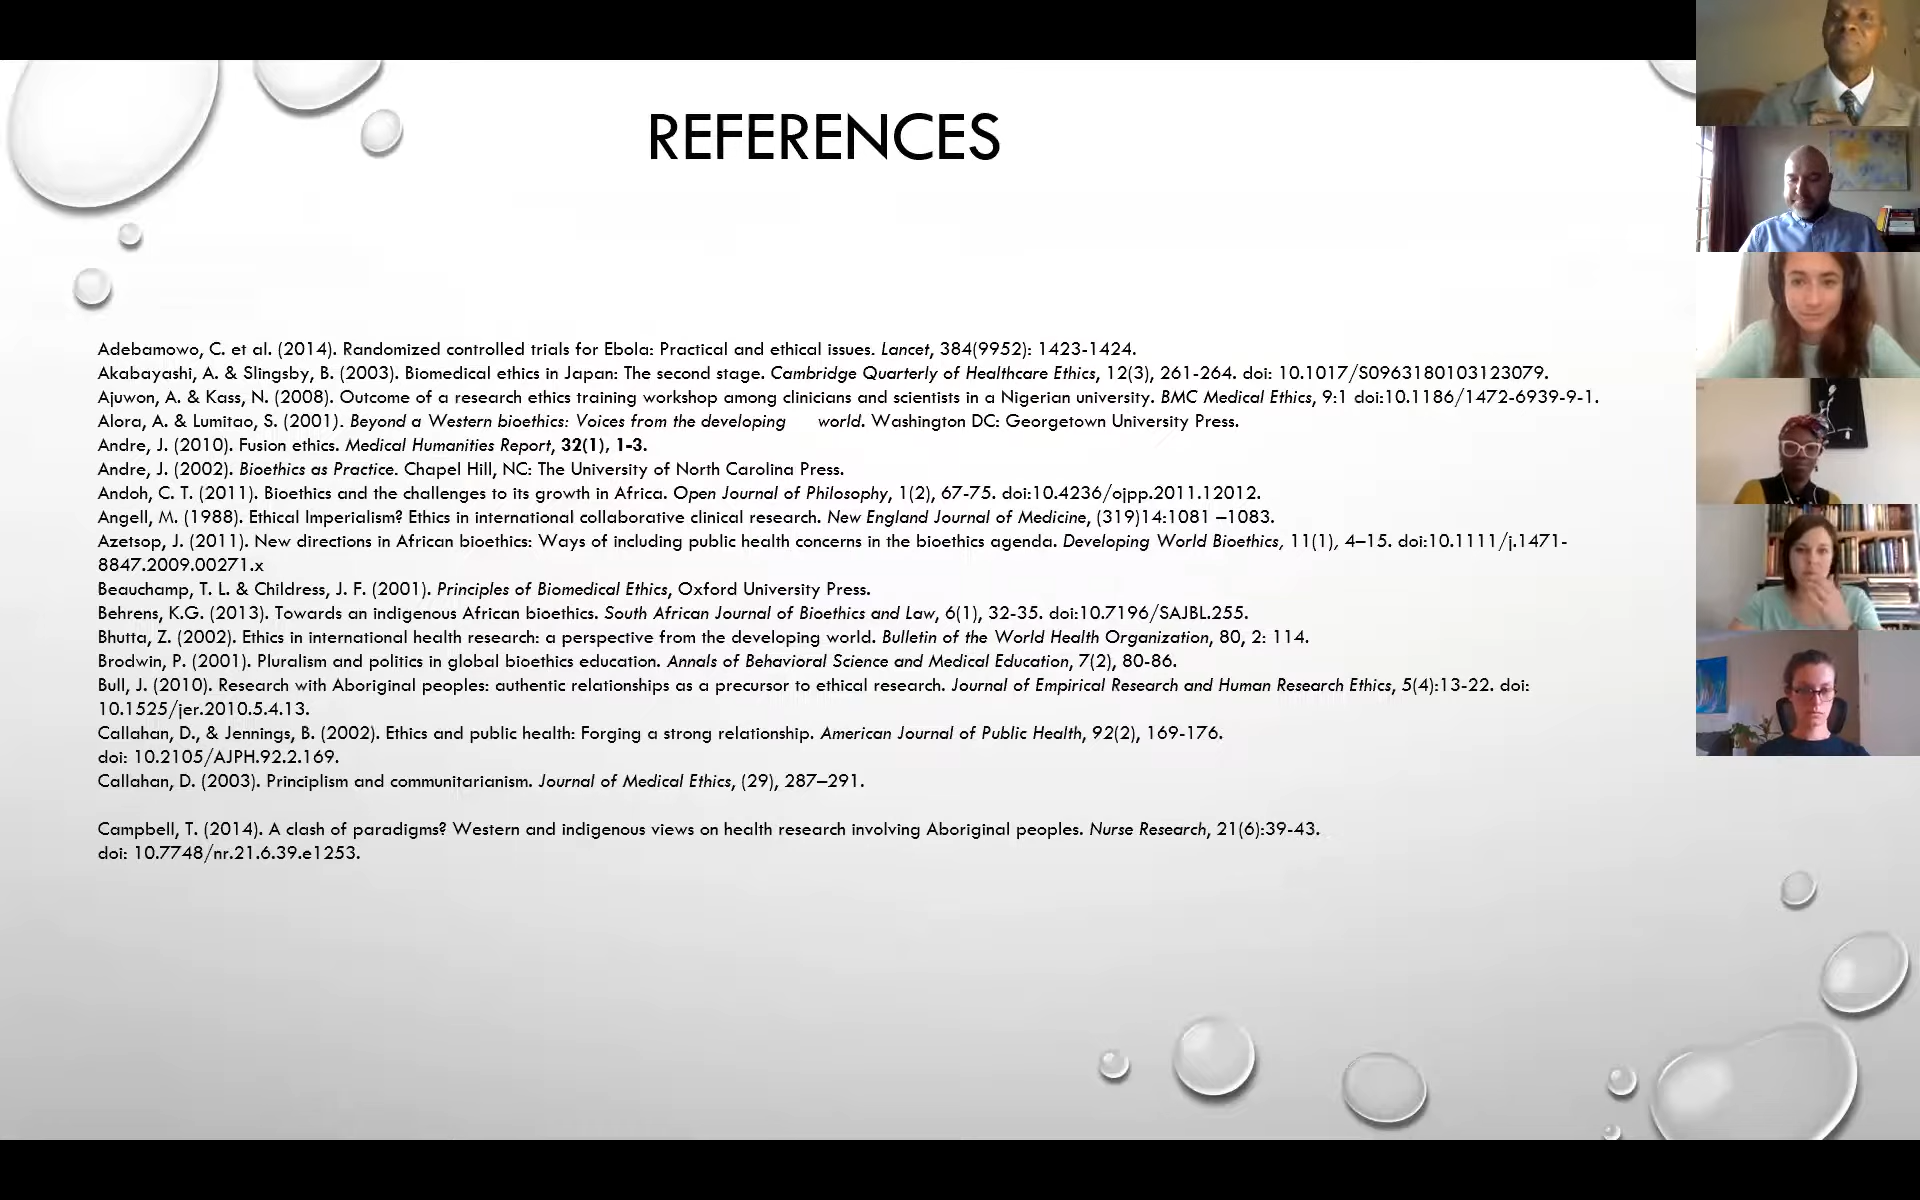 REFERENCES
Adebamowo, C. et al. (2014). Randomized controlled trials for Ebola: Practical and ethical issues. Lancet, 384(9952): 1423-1424.
Akabayashi, A. & Slingsby, B. (2003). Biomedical ethics in Japan: The second stage. Cambridge Quarterly of Healthcare Ethics, 12(3), 261-264. doi: 10.1017/S0963180103123079.
Ajuwon, A. & Kass, N. (2008). Outcome of a research ethics training workshop among clinicians and scientists in a Nigerian university. BMC Medical Ethics, 9:1 doi:10.1186/1472-6939-9-1.
Alora, A. & Lumitao, S. (2001). Beyond a Western bioethics: Voices from the developing world. Washington DC: Georgetown University Press.
Andre, J. (2010). Fusion ethics. Medical Humanities Report, 32(1), 1-3.
Andre, J. (2002). Bioethics as Practice. Chapel Hill, NC: The University of North Carolina Press.
Andoh, C. T. (2011). Bioethics and the challenges to its growth in Africa. Open Journal of Philosophy, 1(2), 67-75. doi:10.4236/ojpp.2011.12012.
Angell, M. (1988). Ethical Imperialism? Ethics in international collaborative clinical research. New England Journal of Medicine, (319)14:1081 –1083.
Azetsop, J. (2011). New directions in African bioethics: Ways of including public health concerns in the bioethics agenda. Developing World Bioethics, 11(1), 4–15. doi:10.1111/j.1471-
8847.2009.00271.x
Beauchamp, T. L. & Childress, J. F. (2001). Principles of Biomedical Ethics, Oxford University Press.
Behrens, K.G. (2013). Towards an indigenous African bioethics. South African Journal of Bioethics and Law, 6(1), 32-35. doi:10.7196/SAJBL.255.
Bhutta, Z. (2002). Ethics in international health research: a perspective from the developing world. Bulletin of the World Health Organization, 80, 2: 114.
Brodwin, P. (2001). Pluralism and politics in global bioethics education. Annals of Behavioral Science and Medical Education, 7(2), 80-86.
Bull, J. (2010). Research with Aboriginal peoples: authentic relationships as a precursor to ethical research. Journal of Empirical Research and Human Research Ethics, 5(4):13-22. doi:
10.1525/jer.2010.5.4.13.
Callahan, D., & Jennings, B. (2002). Ethics and public health: Forging a strong relationship. American Journal of Public Health, 92(2), 169-176.
doi: 10.2105/AJPH.92.2.169.
Callahan, D. (2003). Principlism and communitarianism. Journal of Medical Ethics, (29), 287–291.
Campbell, T. (2014). A clash of paradigms? Western and indigenous views on health research involving Aboriginal peoples. Nurse Research, 21(6):39-43.
doi: 10.7748/nr.21.6.39.e1253.